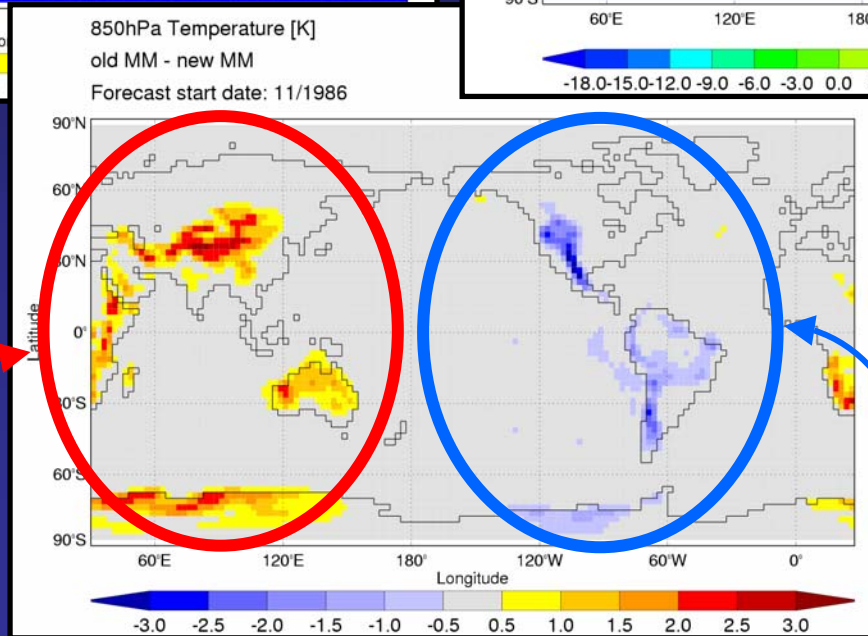 90°S
60°E 120°E 180
-18.0 -15.0 -12.0 -9.0 -6.0 -3.0 0.0
850hPa Temperature [K]
old MM - new MM
Forecast start date: 11/1986
90°N
60°N
30°N
0°
30°S
60°S
90°S
Latitude
60°E 120°E 180° 120°W 60°W 0°
Longitude
-3.0 -2.5 -2.0 -1.5 -1.0 -0.5 0.5 1.0 1.5 2.0 2.5 3.0